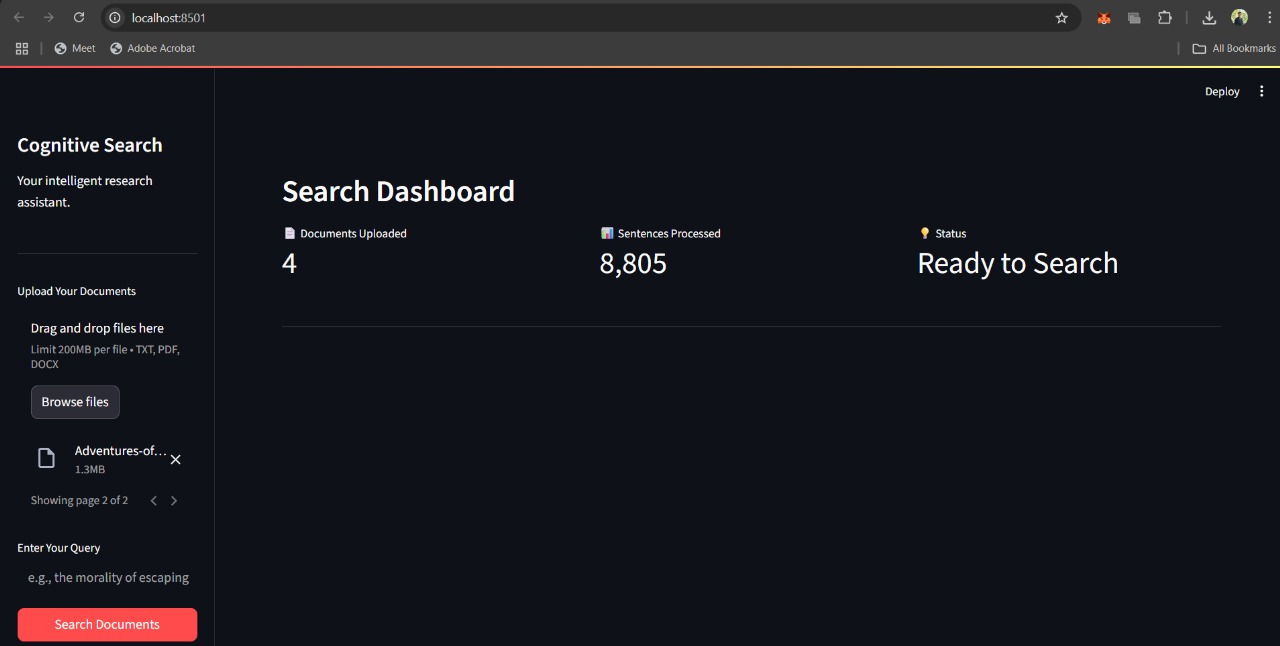 localhost:8501
Meet
Adobe Acrobat
All Bookmarks
Deploy
Cognitive Search
Your intelligent research
assistant.
Upload Your Documents
Drag and drop files here
Limit 200MB per file • TXT, PDF,
DOCX
Browse files
Adventures-of...
1.3MB
Showing page 2 of 2
Enter Your Query
e.g., the morality of escaping
Search Documents
Search Dashboard
Documents Uploaded
4
Sentences Processed
8,805
Status
Ready to Search